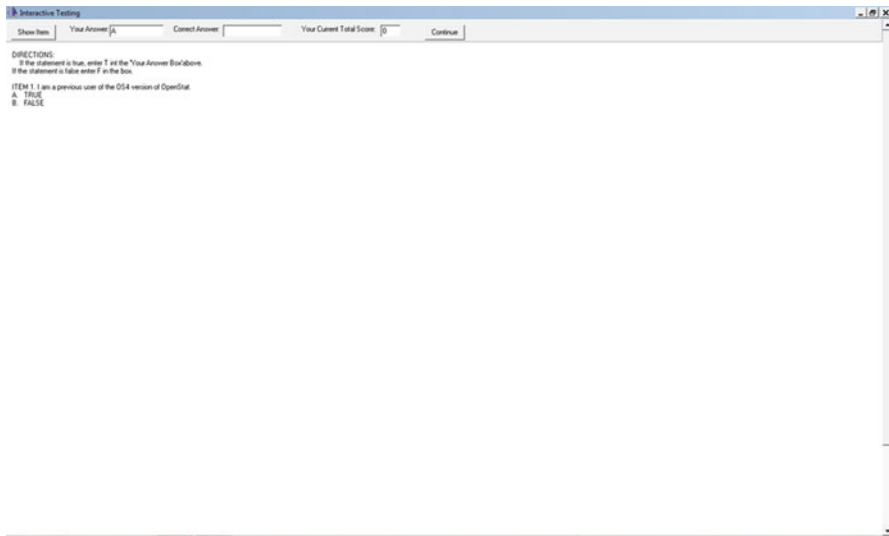 Interactive Testing
Show Item Your Answer: A Correct Answer: Your Current Total Score: 0 Continue
DIRECTIONS:
If the statement is true, enter T int the 'Your Answer Box'above.
If the statement is false enter F in the box.
ITEM 1. I am a previous user of the OS4 version of OpenStat.
A. TRUE
B. FALSE